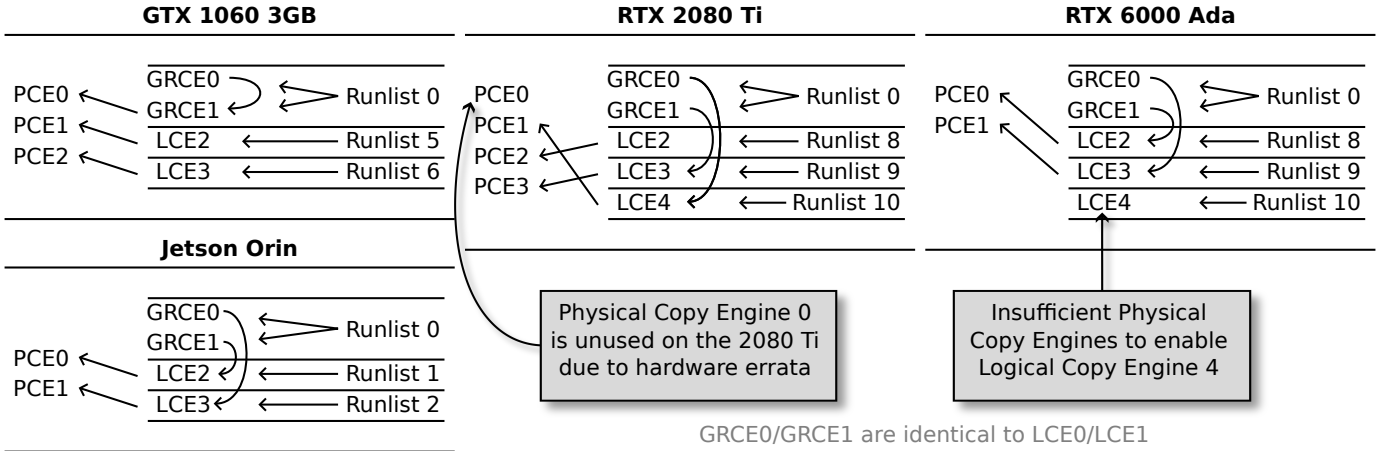 GTX 1060 3GB
PCE0
PCE1
PCE2
GRCE0
GRCE1
LCE2
LCE3
Runlist 0
Runlist 5
Runlist 6
RTX 2080 Ti
PCE0
PCE1
PCE2
PCE3
GRCE0
GRCE1
LCE2
LCE3
LCE4
Runlist 0
Runlist 8
Runlist 9
Runlist 10
RTX 6000 Ada
PCE0
PCE1
GRCE0
GRCE1
LCE2
LCE3
LCE4
Runlist 0
Runlist 8
Runlist 9
Runlist 10
Jetson Orin
PCE0
PCE1
GRCE0
GRCE1
LCE2
LCE3
Runlist 0
Runlist 1
Runlist 2
Physical Copy Engine 0
is unused on the 2080 Ti
due to hardware errata
Insufficient Physical
Copy Engines to enable
Logical Copy Engine 4
GRCE0/GRCE1 are identical to LCE0/LCE1